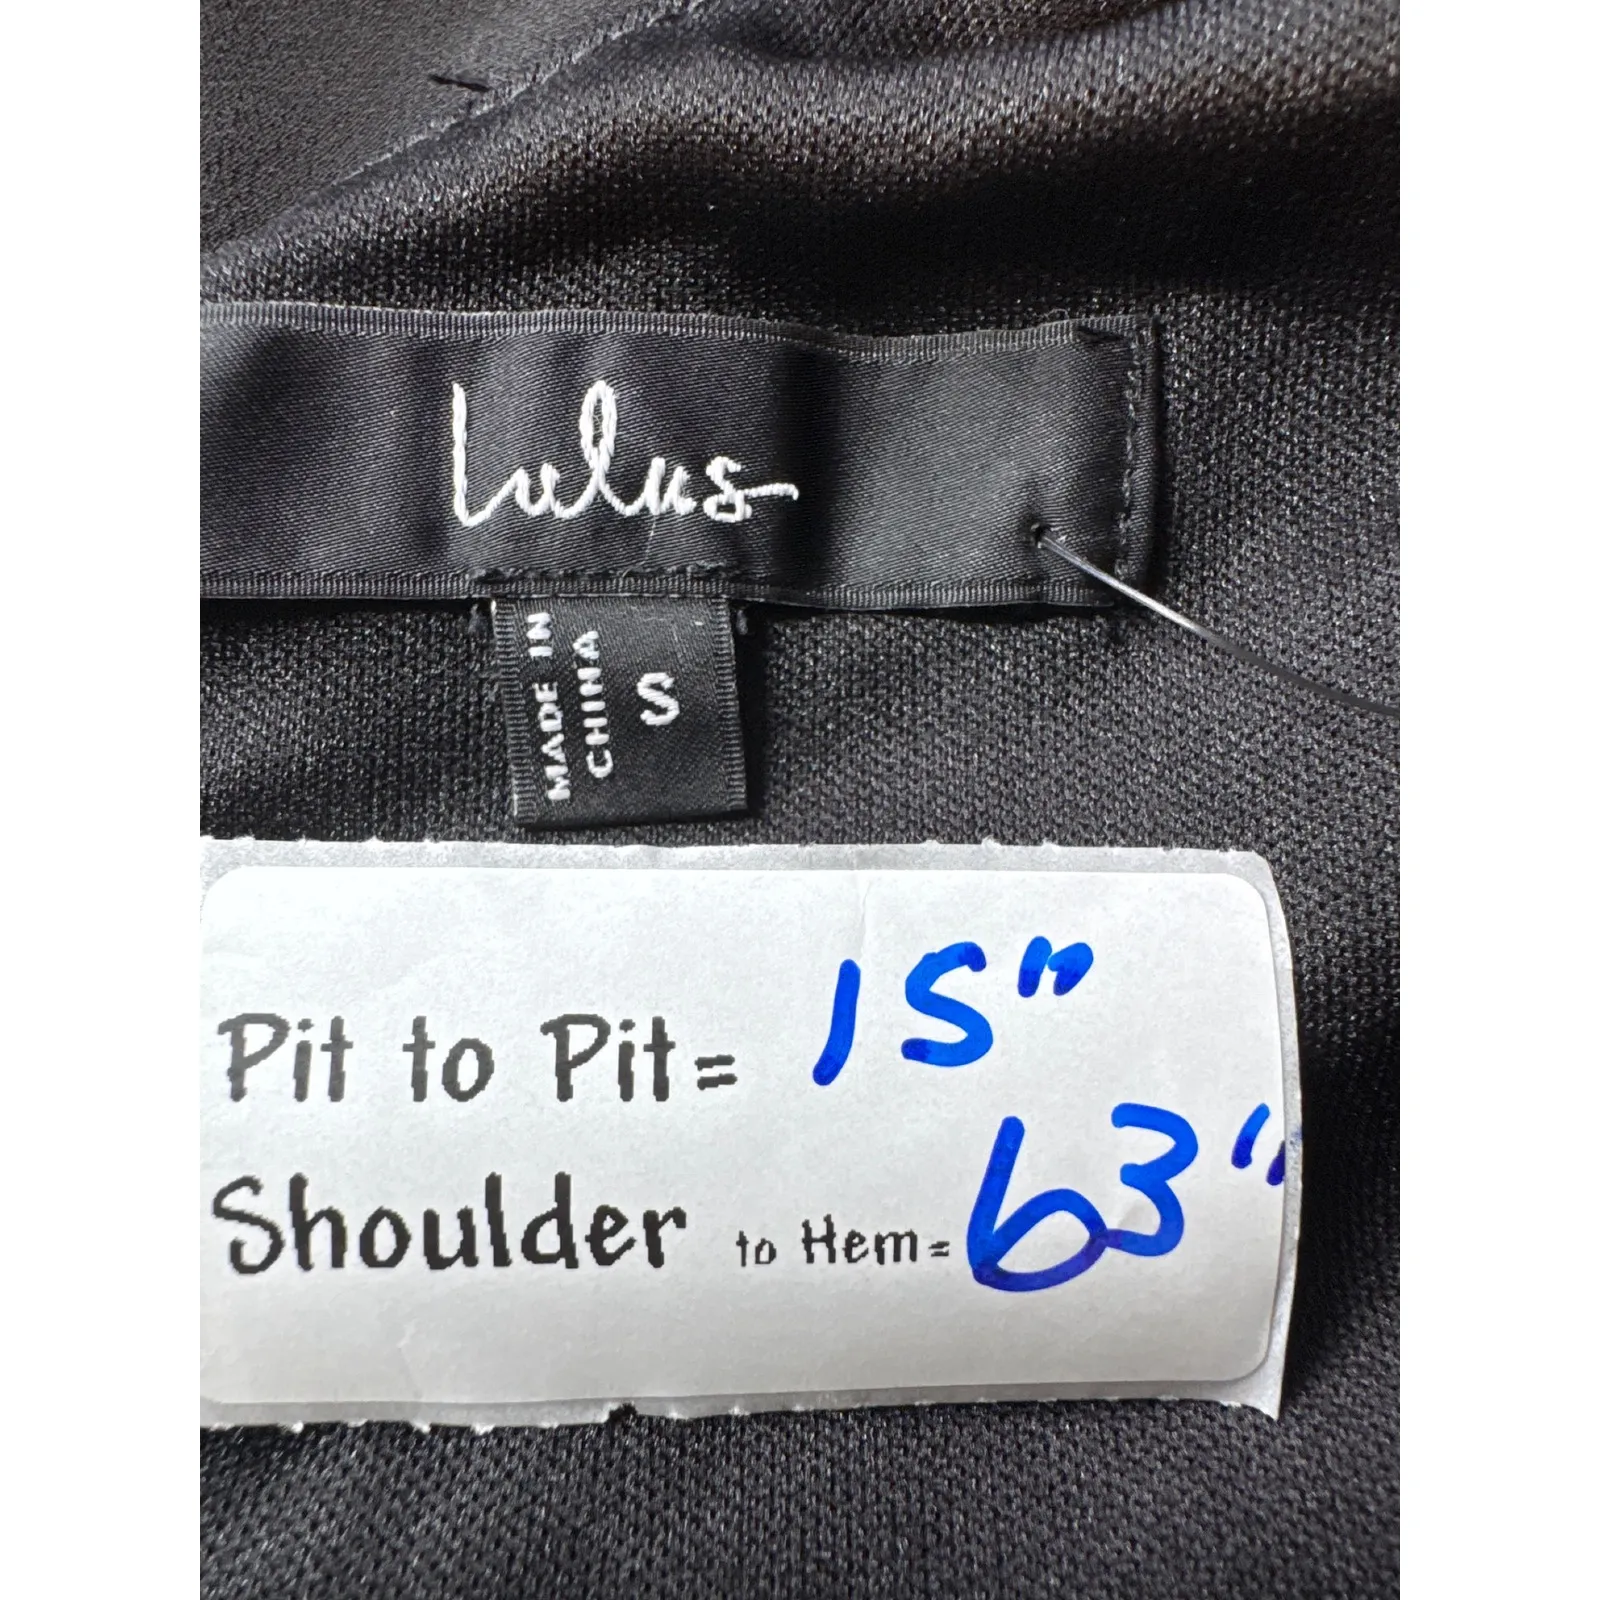 Lulus
MADE IN
CHINA
S
Pit to Pit= 15"
Shoulder to Hem= 63"